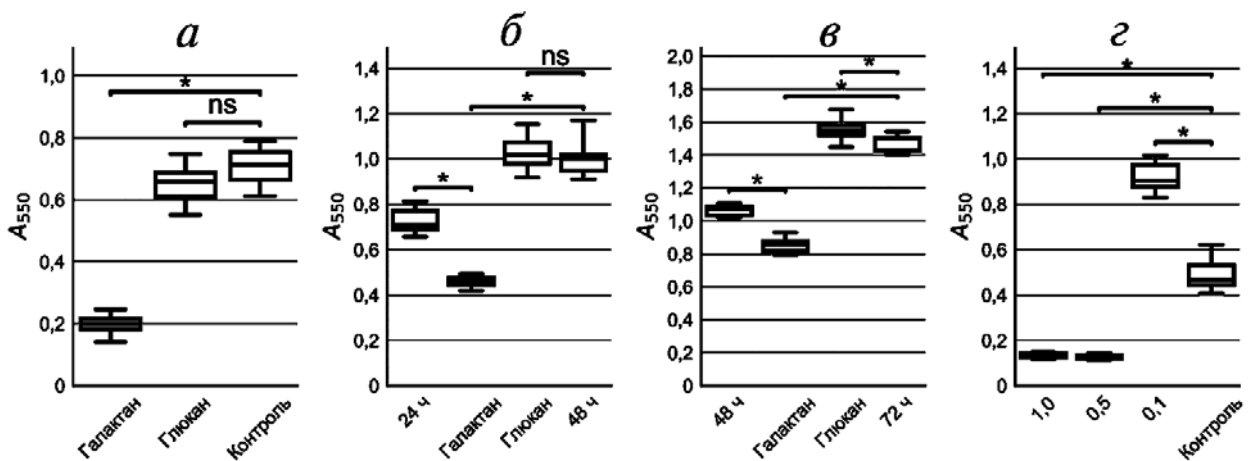 а
A550
1,0
0,8
0,6
0,4
0,2
0
*
ns
Галактан
Глюкан
Контроль
б
A550
1,4
1,2
1,0
0,8
0,6
0,4
0,2
0
ns
*
*
24 ч
Галактан
Глюкан
48 ч
в
A550
2,0
1,8
1,6
1,4
1,2
1,0
0,8
0,6
0,4
0,2
0
*
*
*
48 ч
Галактан
Глюкан
72 ч
г
A550
1,4
1,2
1,0
0,8
0,6
0,4
0,2
0
*
*
*
1,0
0,5
0,1
Контроль